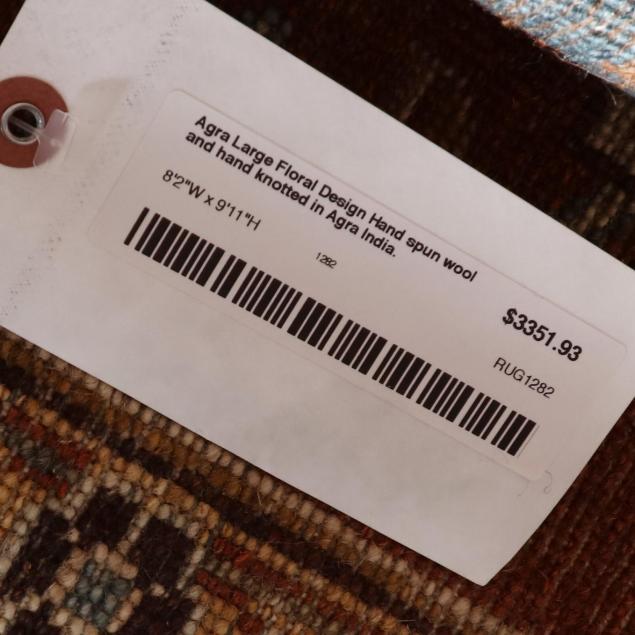 Agra Large Floral Design Hand spun wool
and hand knotted in Agra India.
8'2"W x 9'11"H
1282
$3351.93
RUG1282